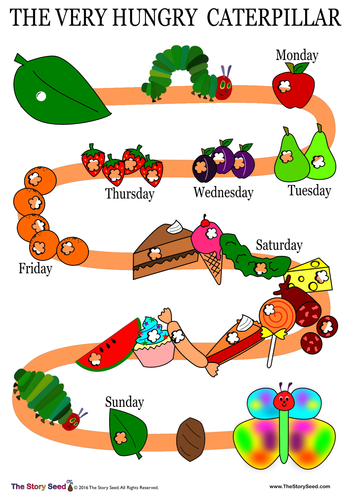 THE VERY HUNGRY CATERPILLAR
Monday
Thursday
Wednesday
Tuesday
Friday
Saturday
Sunday
The Story Seed
© 2016 The Story Seed. All Rights Reserved.
www.TheStorySeed.com